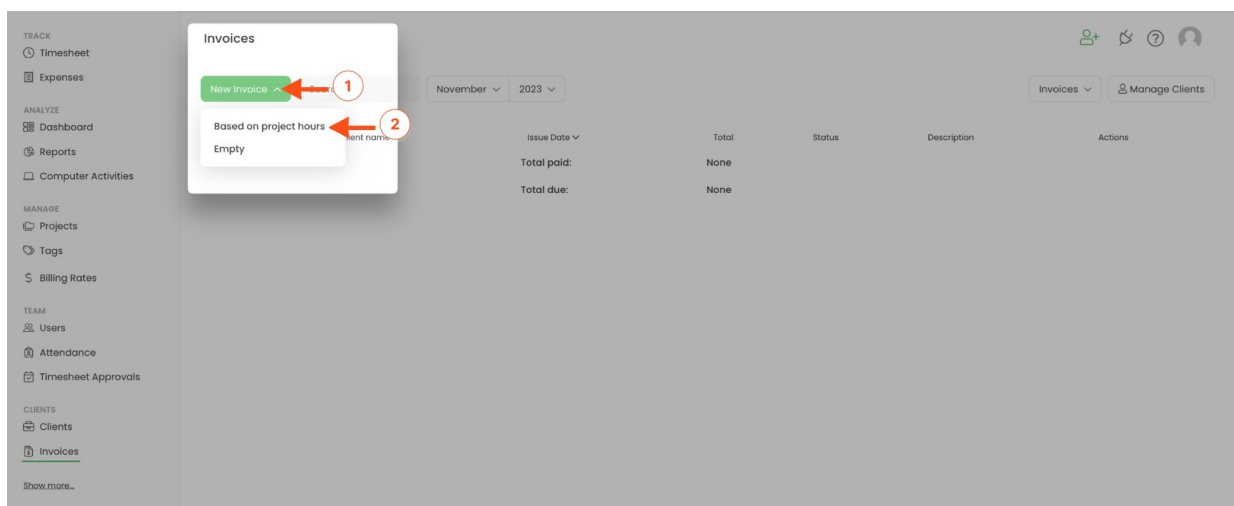 TRACK
Timesheet
Expenses
ANALYZE
Dashboard
Reports
Computer Activities
MANAGE
Projects
Tags
$ Billing Rates
TEAM
Users
Attendance
Timesheet Approvals
CLIENTS
Clients
Invoices
Show more...
Invoices
New Invoice 1 November 2023 Invoices Manage Clients
Based on project hours 2
Empty
name Issue Date Total Status Description Actions
Total paid: None
Total due: None